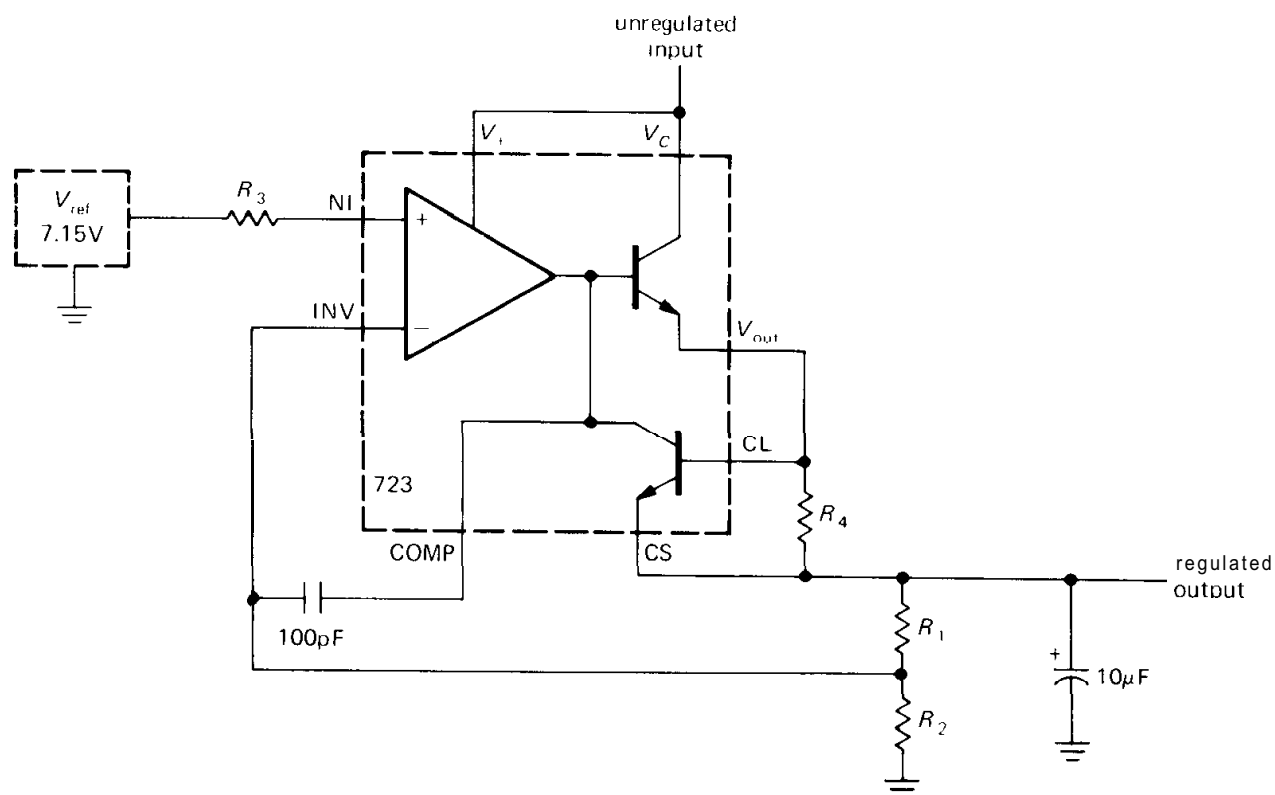 unregulated
input
V+
VC
R3
NI
Vref
7.15V
+
INV
−
Vout
CL
723
R4
COMP
CS
regulated
output
100pF
R1
+
10μF
R2